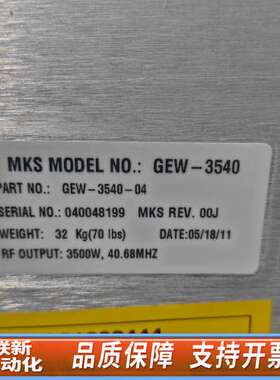 MKS MODEL NO.: GEW-3540
PART NO.: GEW-3540-04
SERIAL NO.: 040048199 MKS REV. 00J
WEIGHT: 32 Kg(70 lbs) DATE:05/18/11
RF OUTPUT: 3500W, 40.68MHZ
联新
自动化
品质保障 支持开票